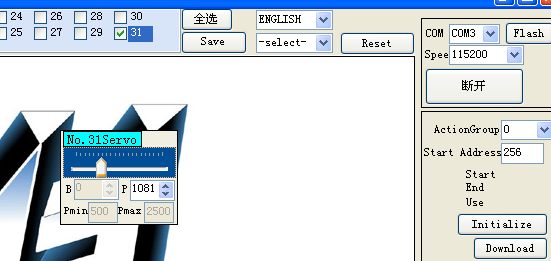 24 26 28 30 全选 ENGLISH
25 27 29 31 Save -select- Reset
COM COM3 Flash
Spee 115200
断开
No.31Servo
B 0 P 1081
Pmin 500 Pmax 2500
ActionGroup 0
Start Address 256
Start
End
Use
Initialize
Download